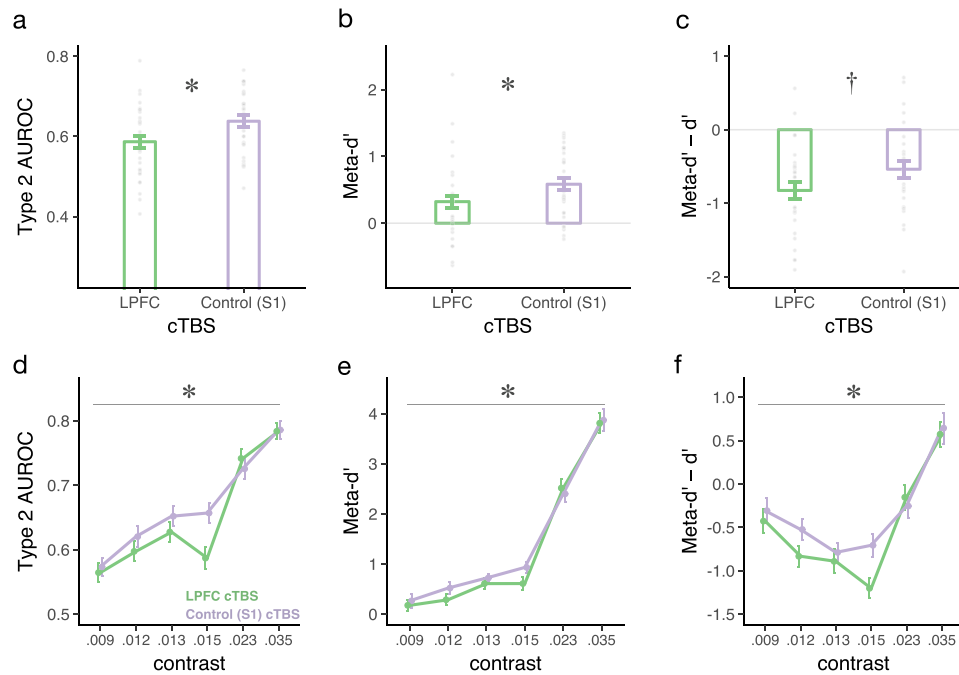 a
Type 2 AUROC
0.8
0.6
0.4
*
LPFC
Control (S1)
cTBS
b
Meta-d'
2
1
0
*
LPFC
Control (S1)
cTBS
c
Meta-d' − d'
1
0
-1
-2
†
LPFC
Control (S1)
cTBS
d
Type 2 AUROC
0.8
0.7
0.6
0.5
*
LPFC cTBS
Control (S1) cTBS
.009 .012 .013 .015 .023 .035
contrast
e
Meta-d'
4
3
2
1
0
*
.009 .012 .013 .015 .023 .035
contrast
f
Meta-d' − d'
1.0
0.5
0.0
-0.5
-1.0
-1.5
*
.009 .012 .013 .015 .023 .035
contrast